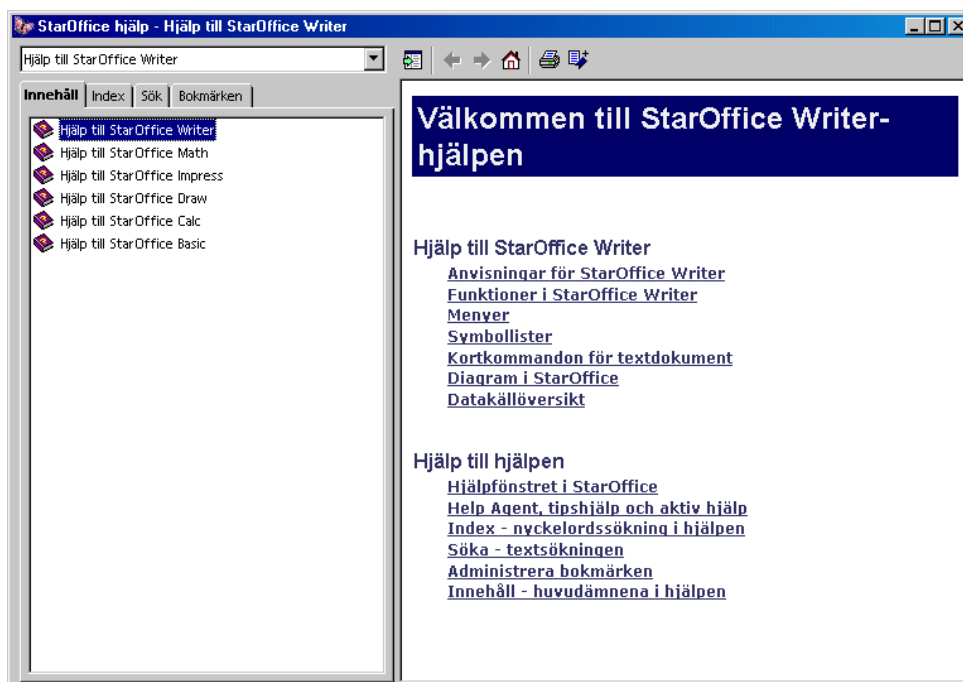 StarOffice hjälp - Hjälp till StarOffice Writer
Hjälp till StarOffice Writer
Innehåll Index Sök Bokmärken
Hjälp till StarOffice Writer
Hjälp till StarOffice Math
Hjälp till StarOffice Impress
Hjälp till StarOffice Draw
Hjälp till StarOffice Calc
Hjälp till StarOffice Basic
Välkommen till StarOffice Writer-
hjälpen
Hjälp till StarOffice Writer
Anvisningar för StarOffice Writer
Funktioner i StarOffice Writer
Menyer
Symbollister
Kortkommandon för textdokument
Diagram i StarOffice
Datakällöversikt
Hjälp till hjälpen
Hjälpfönstret i StarOffice
Help Agent, tipshjälp och aktiv hjälp
Index - nyckelordssökning i hjälpen
Söka - textsökningen
Administrera bokmärken
Innehåll - huvudämnena i hjälpen